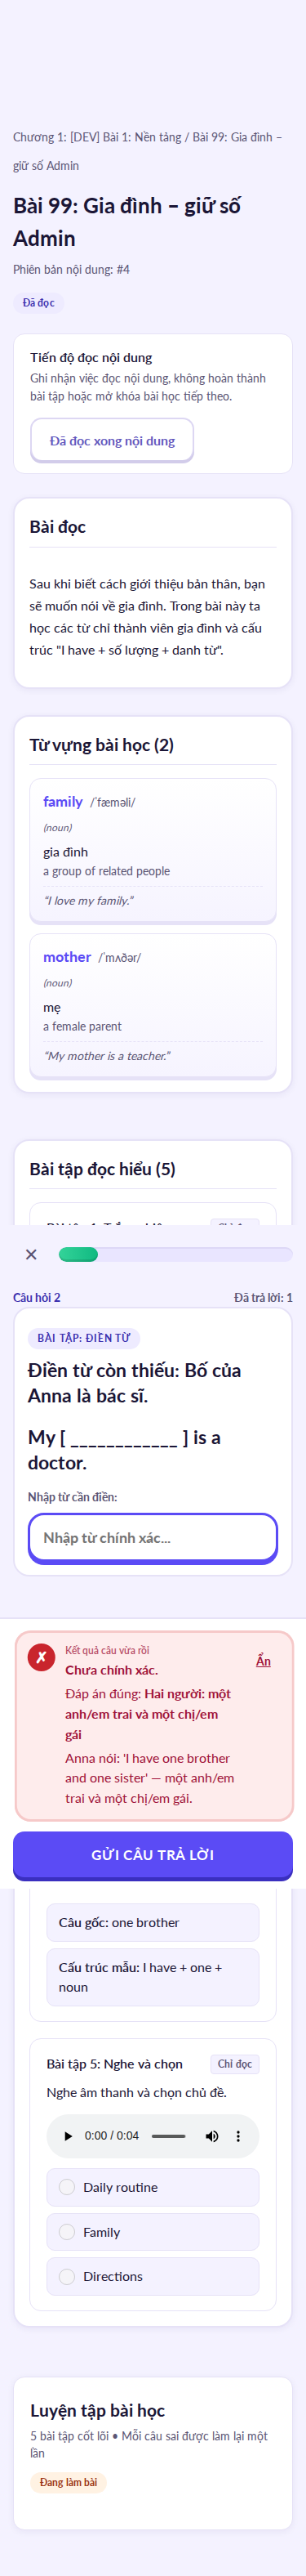 Chương 1: [DEV] Bài 1: Nền tảng / Bài 99: Gia đình –
giữ số Admin
Bài 99: Gia đình – giữ số
Admin
Phiên bản nội dung: #4
Đã đọc
Tiến độ đọc nội dung
Ghi nhận việc đọc nội dung, không hoàn thành
bài tập hoặc mở khóa bài học tiếp theo.
Đã đọc xong nội dung
Bài đọc
Sau khi biết cách giới thiệu bản thân, bạn
sẽ muốn nói về gia đình. Trong bài này ta
học các từ chỉ thành viên gia đình và cấu
trúc "I have + số lượng + danh từ".
Từ vựng bài học (2)
family /ˈfæməli/
(noun)
gia đình
a group of related people
“I love my family.”
mother /ˈmʌðər/
(noun)
mẹ
a female parent
“My mother is a teacher.”
Bài tập đọc hiểu (5)
✕
Câu hỏi 2
Đã trả lời: 1
BÀI TẬP: ĐIỀN TỪ
Điền từ còn thiếu: Bố của
Anna là bác sĩ.
My [ ____________ ] is a
doctor.
Nhập từ cần điền:
Nhập từ chính xác...
✗
Kết quả câu vừa rồi
Chưa chính xác.
Ẩn
Đáp án đúng: Hai người: một
anh/em trai và một chị/em
gái
Anna nói: 'I have one brother
and one sister' — một anh/em
trai và một chị/em gái.
GỬI CÂU TRẢ LỜI
Câu gốc: one brother
Cấu trúc mẫu: I have + one +
noun
Bài tập 5: Nghe và chọn
Chỉ đọc
Nghe âm thanh và chọn chủ đề.
0:00 / 0:04
Daily routine
Family
Directions
Luyện tập bài học
5 bài tập cốt lõi • Mỗi câu sai được làm lại một
lần
Đang làm bài